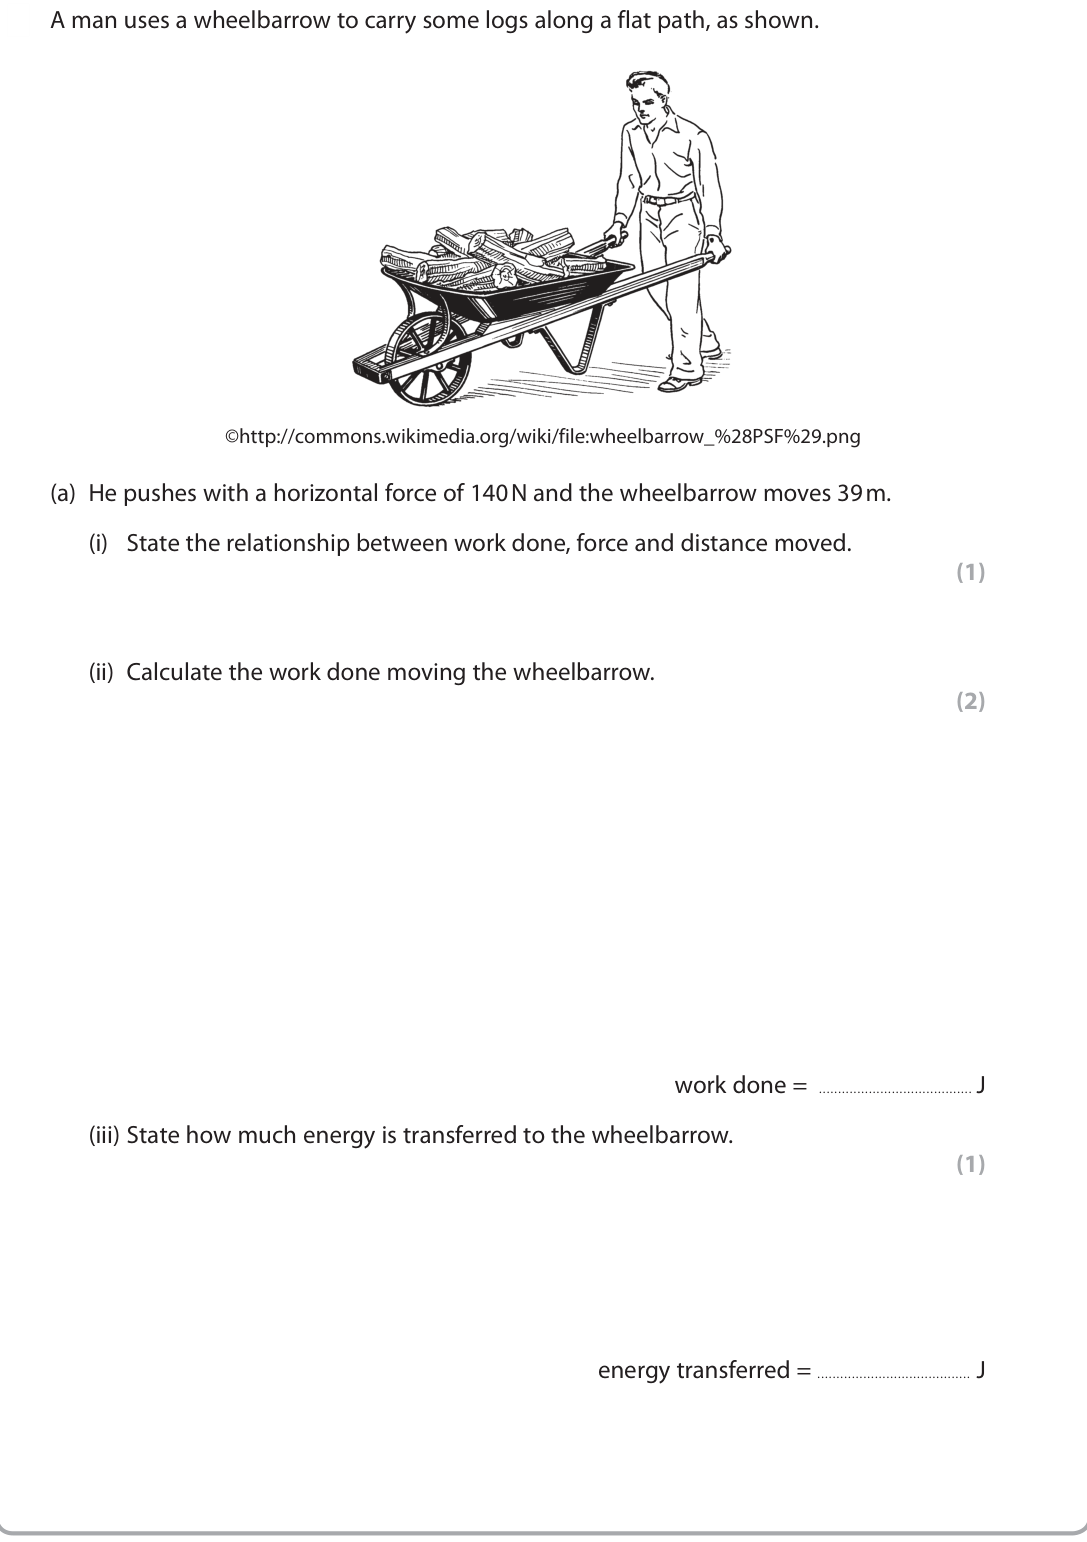 A man uses a wheelbarrow to carry some logs along a flat path, as shown.
©http://commons.wikimedia.org/wiki/file:wheelbarrow_%28PSF%29.png
(a) He pushes with a horizontal force of 140 N and the wheelbarrow moves 39 m.
(i) State the relationship between work done, force and distance moved.
(1)
(ii) Calculate the work done moving the wheelbarrow.
(2)
work done = ........................................ J
(iii) State how much energy is transferred to the wheelbarrow.
(1)
energy transferred = ........................................ J